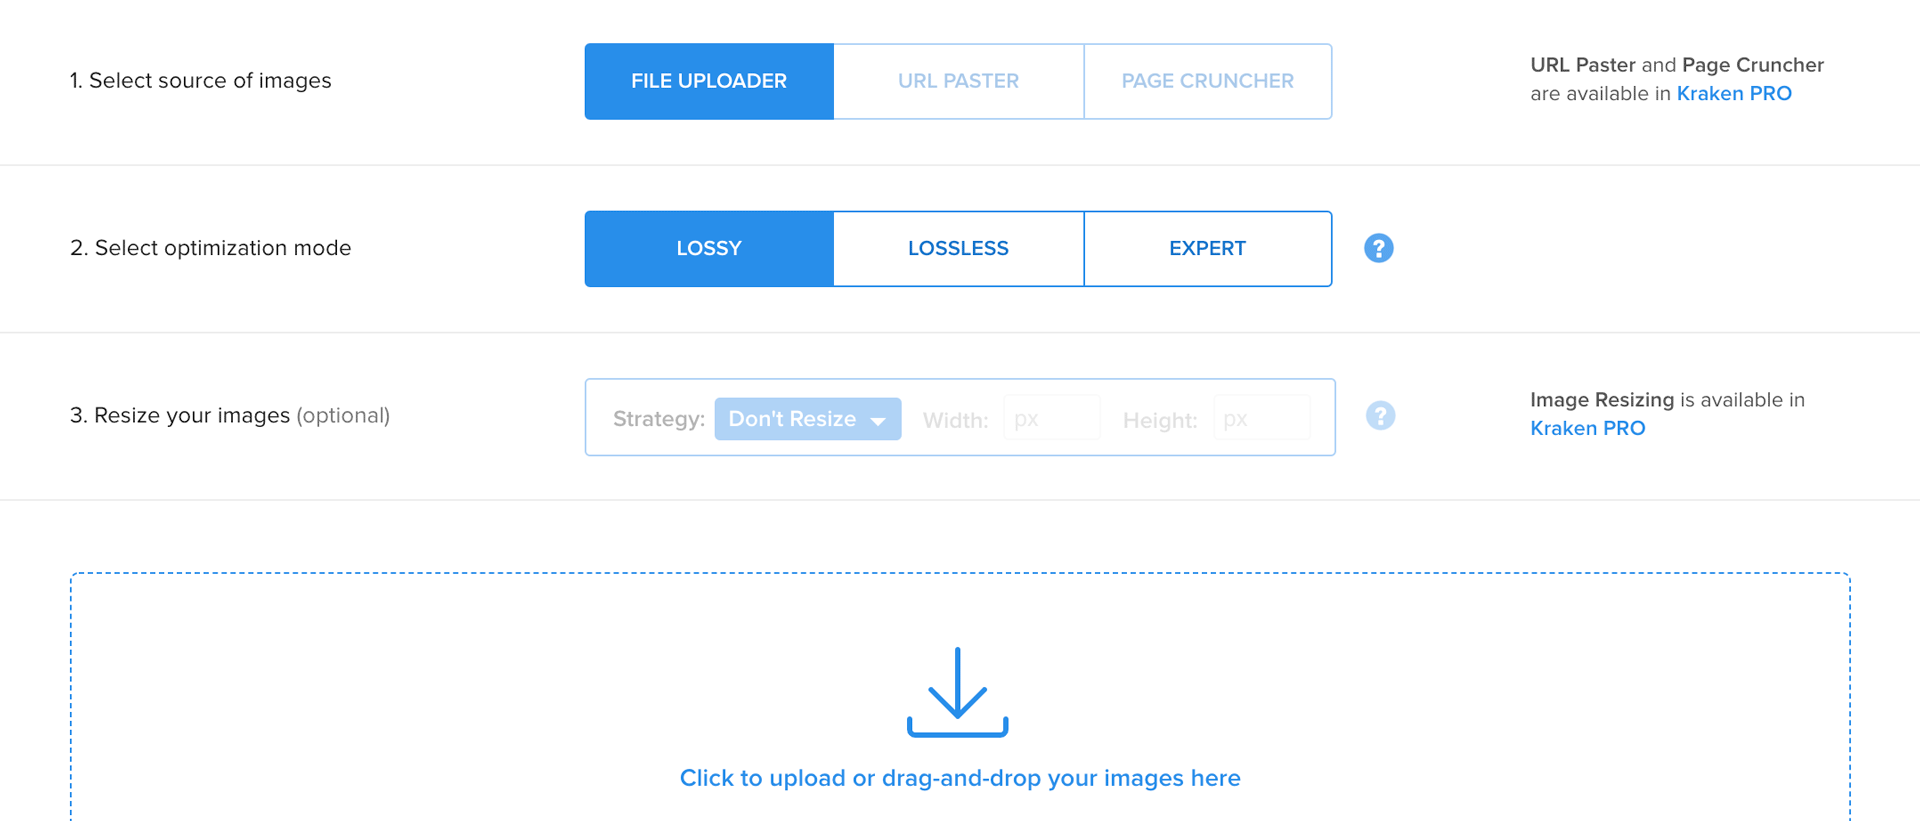 1. Select source of images
FILE UPLOADER
URL PASTER
PAGE CRUNCHER
URL Paster and Page Cruncher
are available in Kraken PRO
2. Select optimization mode
LOSSY
LOSSLESS
EXPERT
?
3. Resize your images (optional)
Strategy:
Don't Resize
Width:
px
Height:
px
?
Image Resizing is available in
Kraken PRO
Click to upload or drag-and-drop your images here